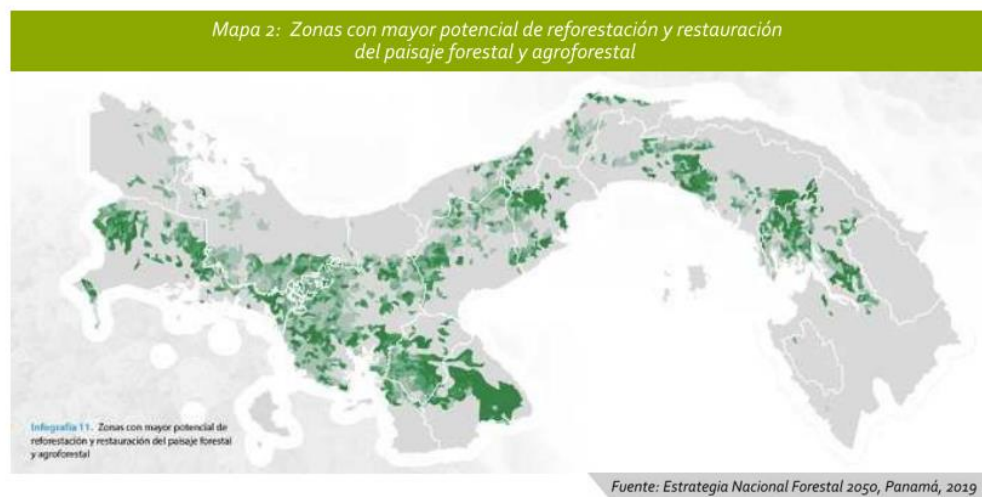 Mapa 2: Zonas con mayor potencial de reforestación y restauración
del paisaje forestal y agroforestal
Infografía 11. Zonas con mayor potencial de
reforestación y restauración del paisaje forestal
y agroforestal
Fuente: Estrategia Nacional Forestal 2050, Panamá, 2019